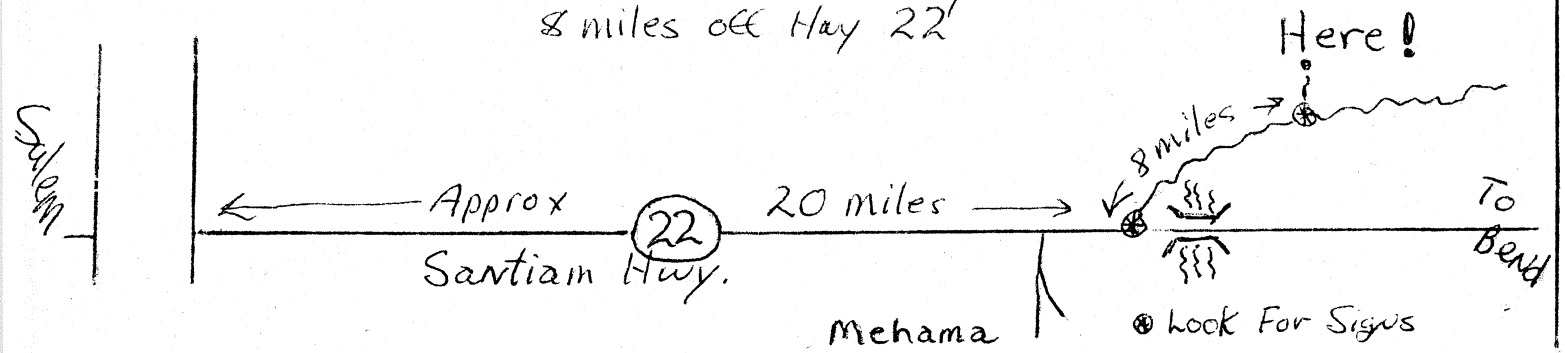 8 miles off Hwy 22'
Here!
Salem
8 miles
Approx
20 miles
22
To
Bend
Santiam Hwy.
Mehama
Look For Signs